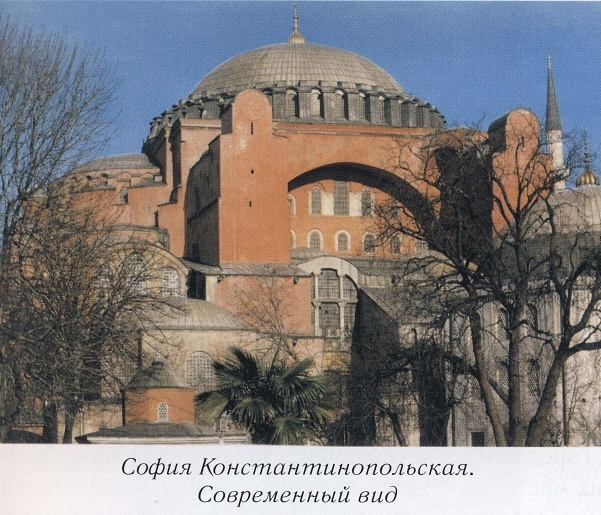 София Константинопольская.
Современный вид